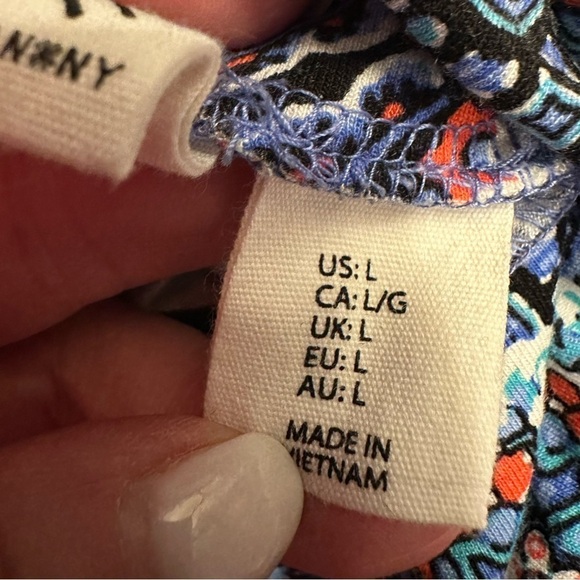 N*NY
US: L
CA: L/G
UK: L
EU: L
AU: L
MADE IN
VIETNAM